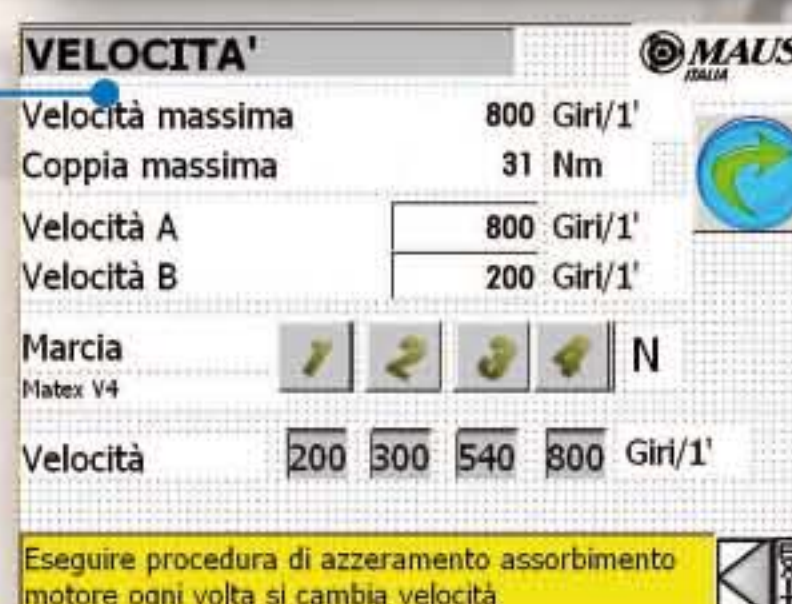 VELOCITA'
MAUS
ITALIA
Velocità massima 800 Giri/1'
Coppia massima 31 Nm
Velocità A 800 Giri/1'
Velocità B 200 Giri/1'
Marcia 1 2 3 4 N
Matex V4
Velocità 200 300 540 800 Giri/1'
Eseguire procedura di azzeramento assorbimento
motore ogni volta si cambia velocità